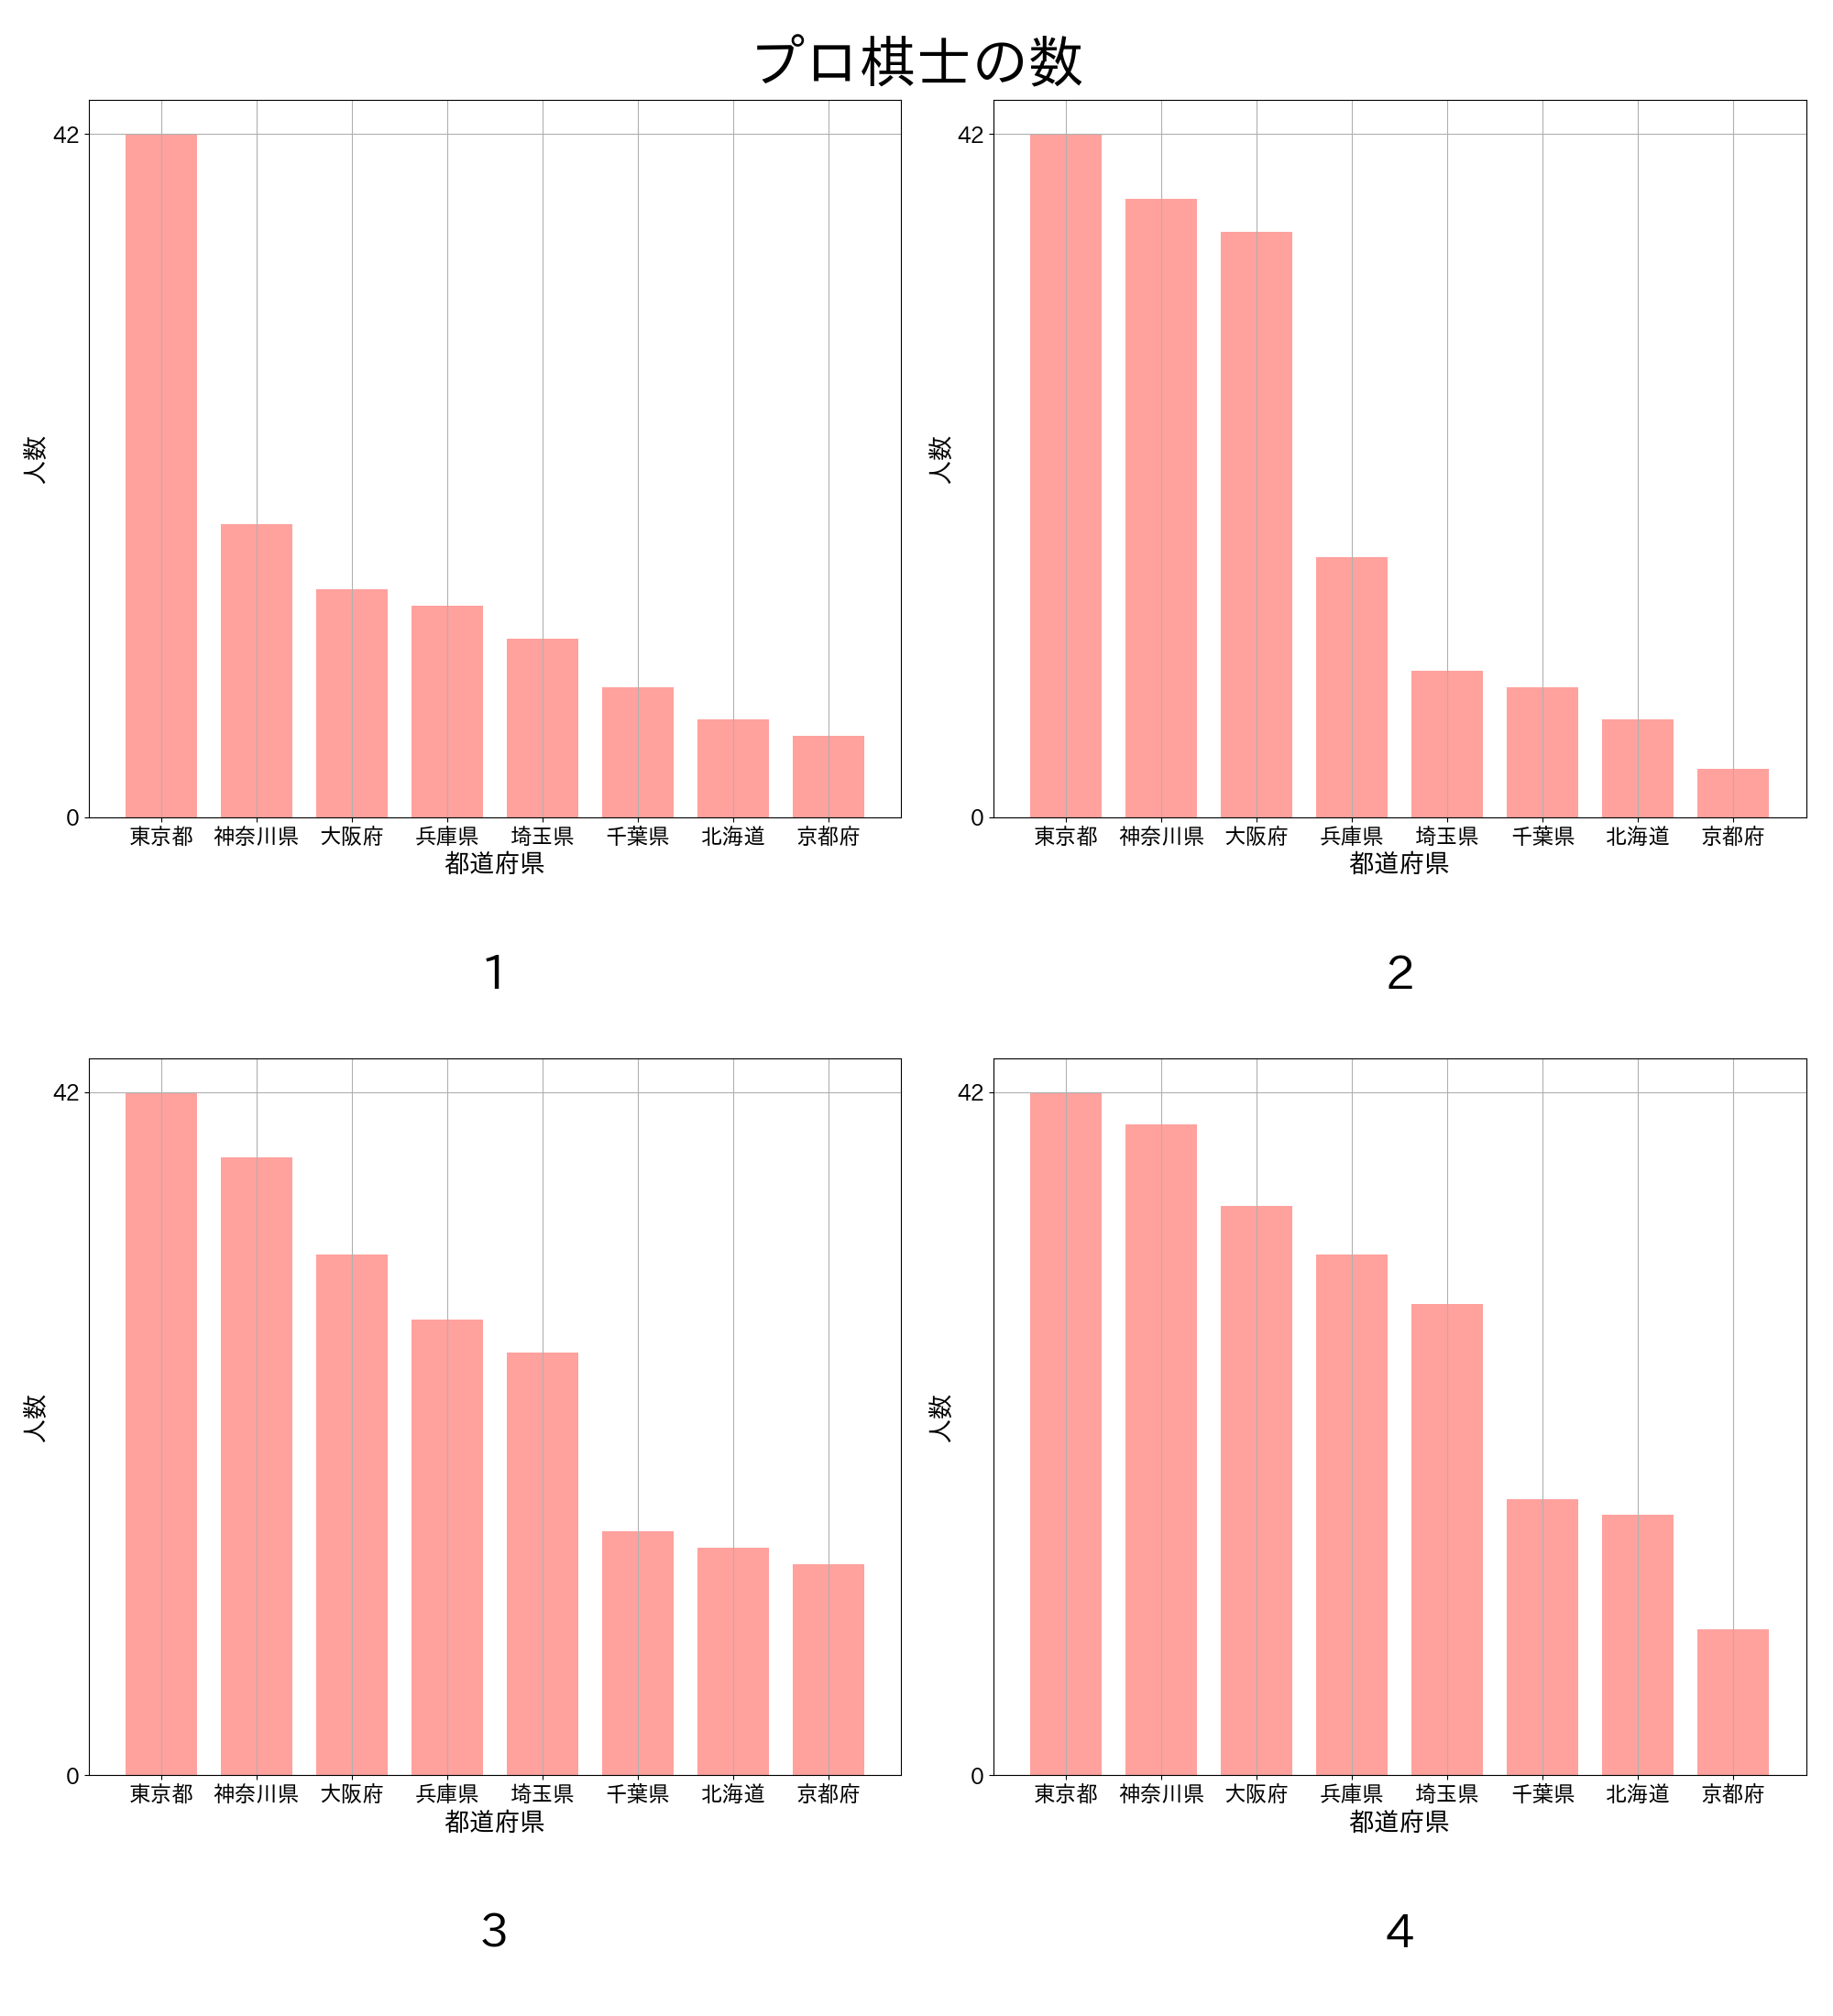 プロ棋士の数
42
0
人数
東京都 神奈川県 大阪府 兵庫県 埼玉県 千葉県 北海道 京都府
都道府県
1
42
0
人数
東京都 神奈川県 大阪府 兵庫県 埼玉県 千葉県 北海道 京都府
都道府県
2
42
0
人数
東京都 神奈川県 大阪府 兵庫県 埼玉県 千葉県 北海道 京都府
都道府県
3
42
0
人数
東京都 神奈川県 大阪府 兵庫県 埼玉県 千葉県 北海道 京都府
都道府県
4